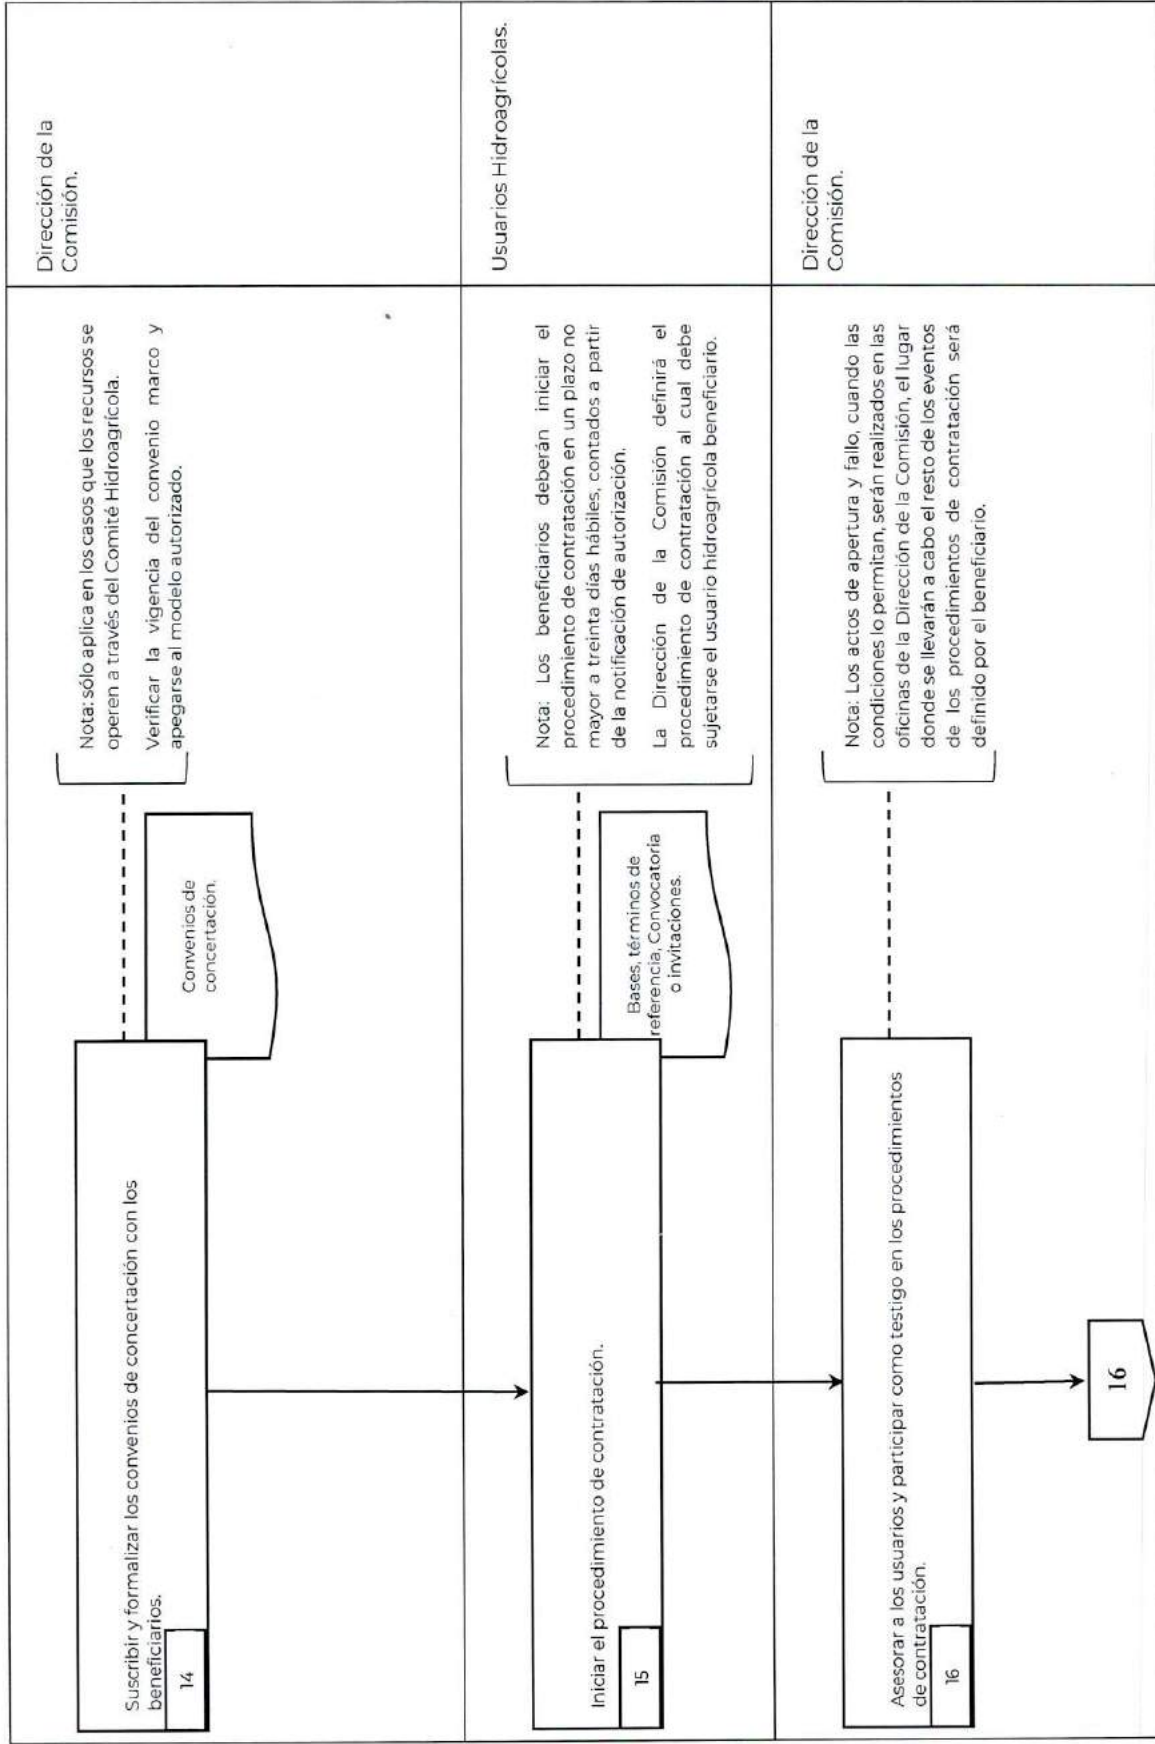 Suscribir y formalizar los convenios de concertación con los
beneficiarios.
14
Convenios de
concertación.
Nota: sólo aplica en los casos que los recursos se
operen a través del Comité Hidroagrícola.
Verificar la vigencia del convenio marco y
apegarse al modelo autorizado.
Dirección de la
Comisión.
Iniciar el procedimiento de contratación.
15
Bases, términos de
referencia, Convocatoria
o invitaciones.
Nota: Los beneficiarios deberán iniciar el
procedimiento de contratación en un plazo no
mayor a treinta días hábiles, contados a partir
de la notificación de autorización.
La Dirección de la Comisión definirá el
procedimiento de contratación al cual debe
sujetarse el usuario hidroagrícola beneficiario.
Usuarios Hidroagrícolas.
Asesorar a los usuarios y participar como testigo en los procedimientos
de contratación.
16
Nota: Los actos de apertura y fallo, cuando las
condiciones lo permitan, serán realizados en las
oficinas de la Dirección de la Comisión, el lugar
donde se llevarán a cabo el resto de los eventos
de los procedimientos de contratación será
definido por el beneficiario.
Dirección de la
Comisión.
16